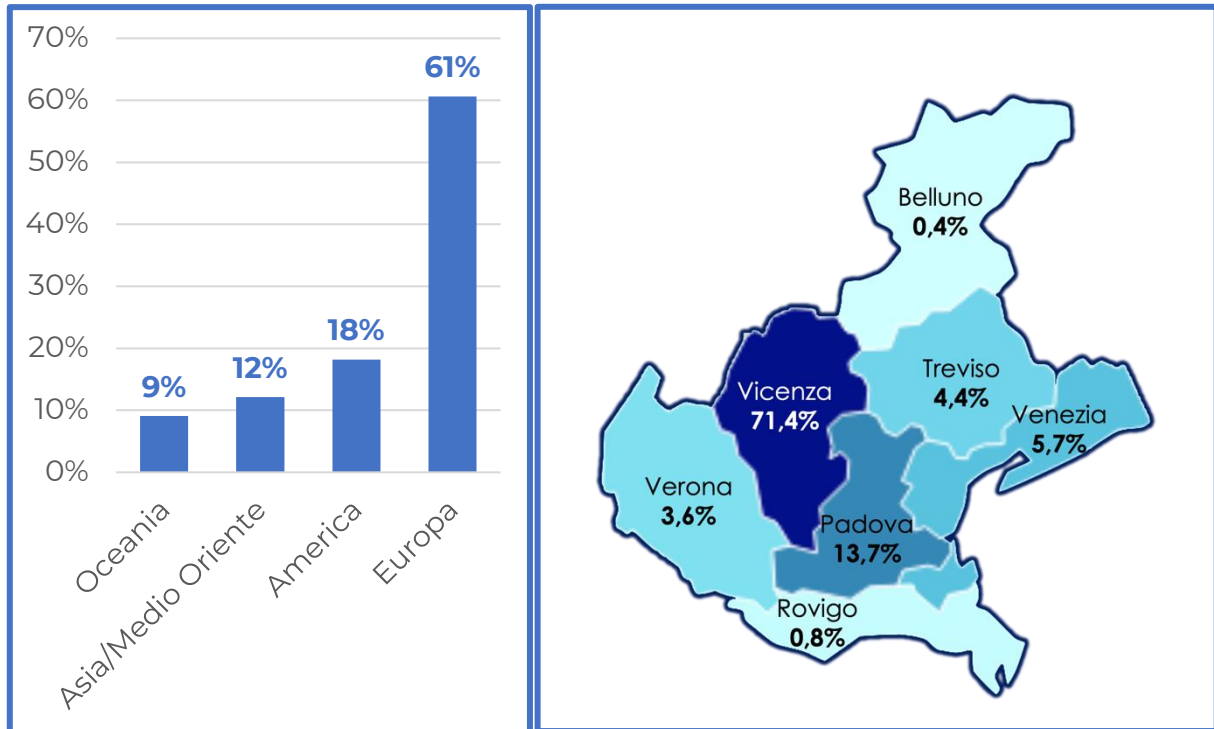 70%
60%
50%
40%
30%
20%
10%
0%
9%
12%
18%
61%
Oceania
Asia/Medio Oriente
America
Europa
Belluno
0,4%
Vicenza
71,4%
Treviso
4,4%
Venezia
5,7%
Verona
3,6%
Padova
13,7%
Rovigo
0,8%